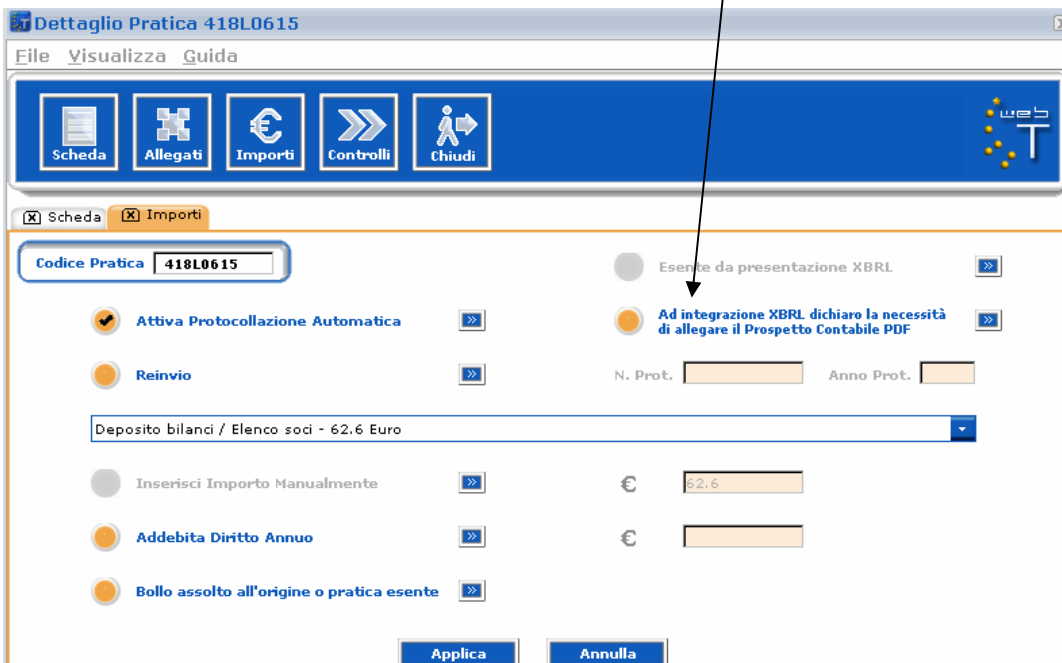 Dettaglio Pratica 418L0615
File Visualizza Guida
Scheda Allegati Importi Controlli Chiudi
web T
Scheda Importi
Codice Pratica 418L0615
Esente da presentazione XBRL
Attiva Protocollazione Automatica
Ad integrazione XBRL dichiaro la necessità
di allegare il Prospetto Contabile PDF
Reinvio
N. Prot. Anno Prot.
Deposito bilanci / Elenco soci - 62.6 Euro
Inserisci Importo Manualmente € 62.6
Addebita Diritto Annuo €
Bollo assolto all'origine o pratica esente
Applica Annulla